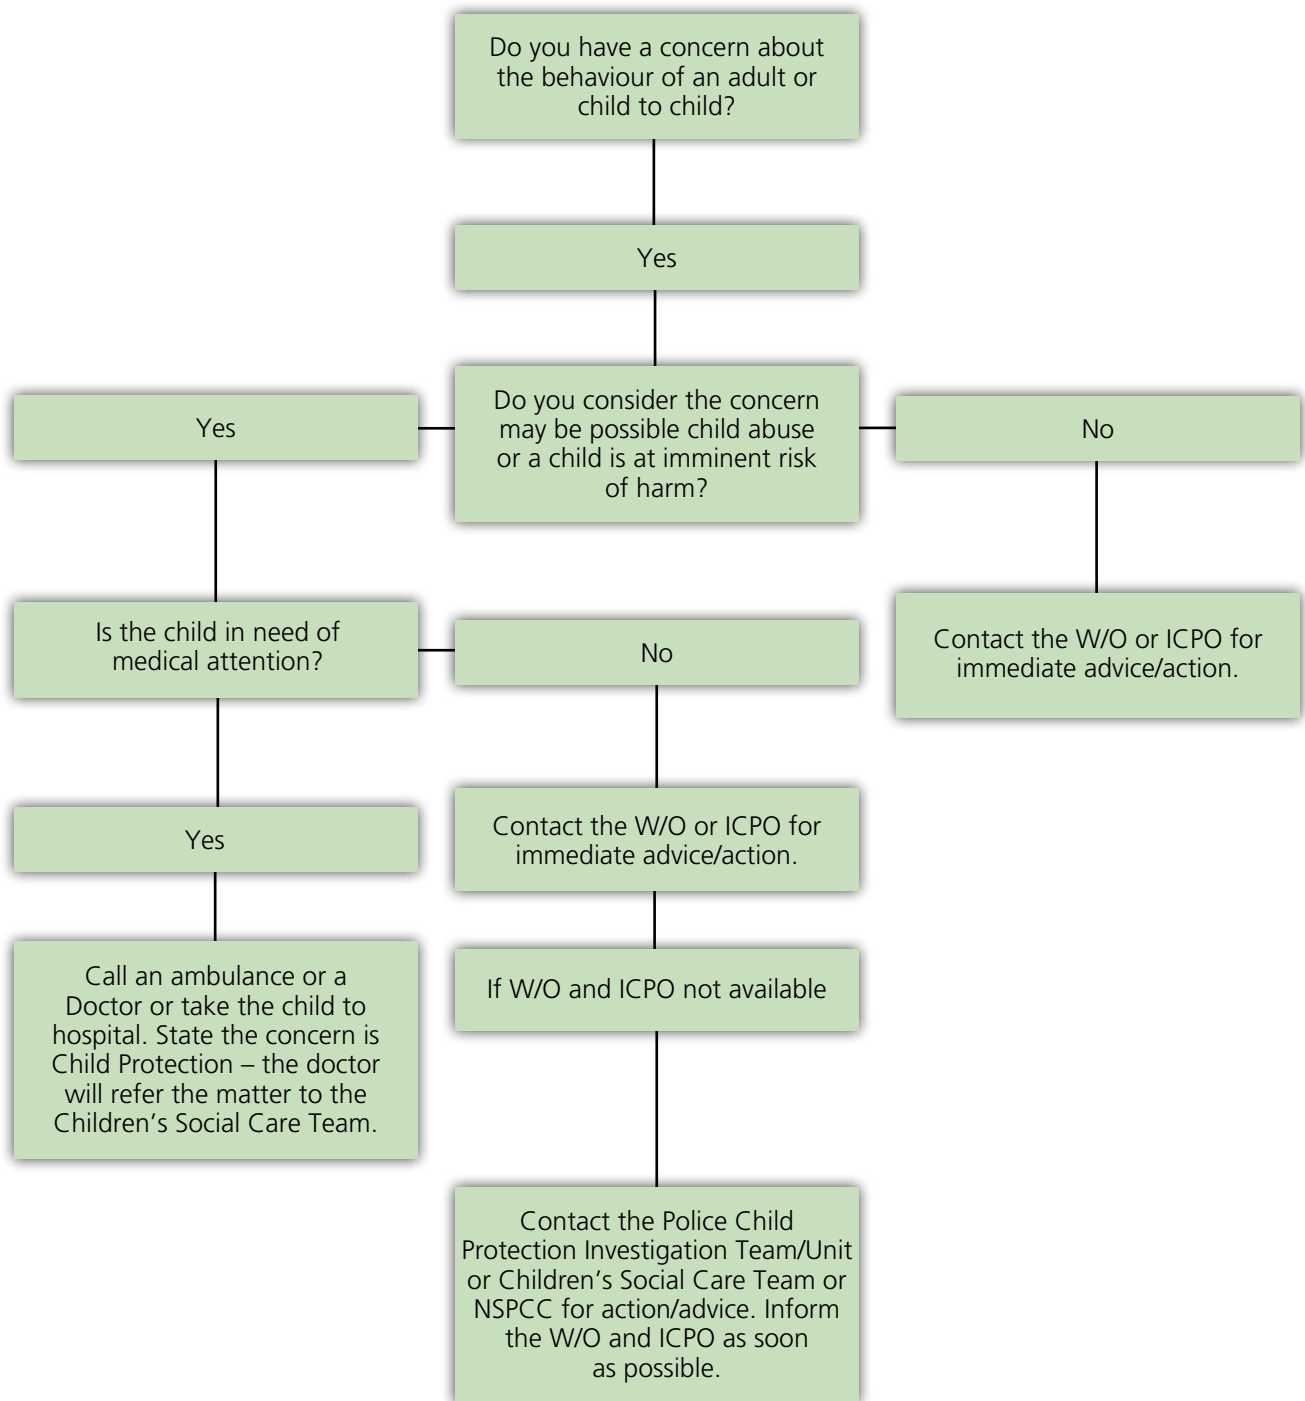 Do you have a concern about
the behaviour of an adult or
child to child?
Yes
Do you consider the concern
may be possible child abuse
or a child is at imminent risk
of harm?
Yes
No
Is the child in need of
medical attention?
No
Contact the W/O or ICPO for
immediate advice/action.
Yes
Contact the W/O or ICPO for
immediate advice/action.
Call an ambulance or a
Doctor or take the child to
hospital. State the concern is
Child Protection – the doctor
will refer the matter to the
Children’s Social Care Team.
If W/O and ICPO not available
Contact the Police Child
Protection Investigation Team/Unit
or Children’s Social Care Team or
NSPCC for action/advice. Inform
the W/O and ICPO as soon
as possible.